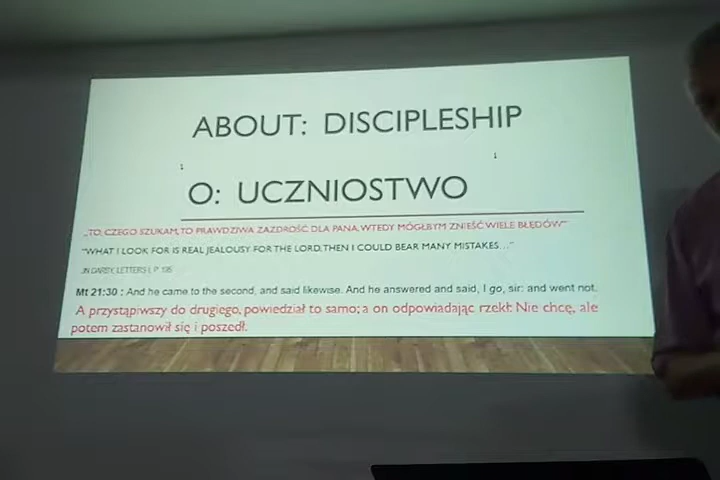 ABOUT: DISCIPLESHIP
O: UCZNIOSTWO
„TO, CZEGO SZUKAM, TO PRAWDZIWA ZAZDROŚĆ DLA PANA. WTEDY MÓGŁBYM ZNIEŚĆ WIELE BŁĘDÓW"
"WHAT I LOOK FOR IS REAL JEALOUSY FOR THE LORD. THEN I COULD BEAR MANY MISTAKES..."
JN DARBY, LETTERS I, P.
Mt 21:30 : And he came to the second, and said likewise. And he answered and said, I go, sir: and went not.
A przystąpiwszy do drugiego, powiedział to samo; a on odpowiadając rzekł: Nie chcę, ale
potem zastanowił się i poszedł.